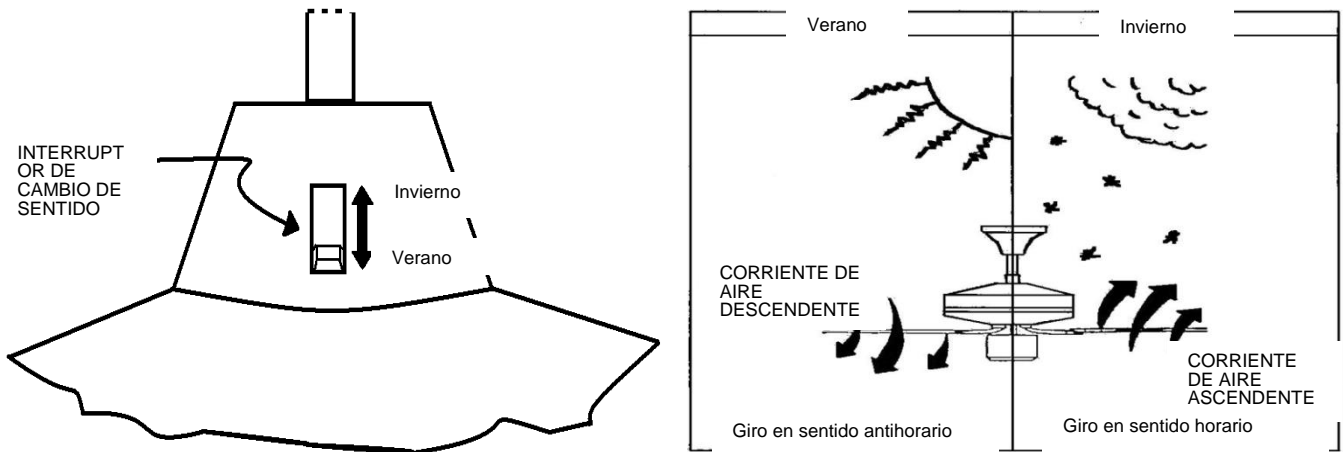 INTERRUPT
OR DE
CAMBIO DE
SENTIDO
Invierno
Verano
Verano
Invierno
CORRIENTE DE
AIRE
DESCENDENTE
CORRIENTE
DE AIRE
ASCENDENTE
Giro en sentido antihorario
Giro en sentido horario